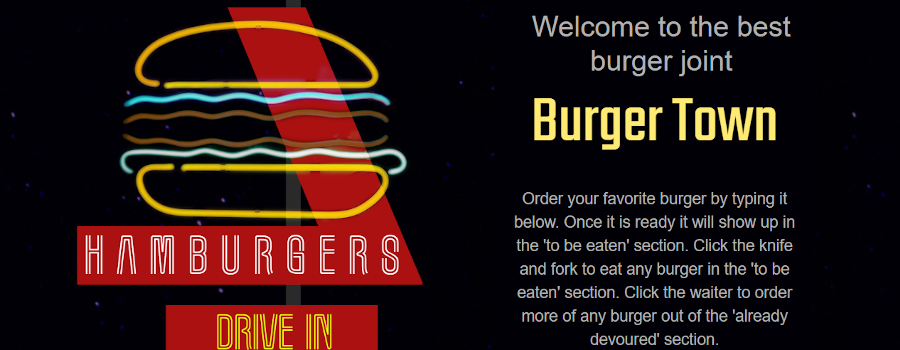 HAMBURGERS
DRIVE IN
Welcome to the best
burger joint
Burger Town
Order your favorite burger by typing it
below. Once it is ready it will show up in
the 'to be eaten' section. Click the knife
and fork to eat any burger in the 'to be
eaten' section. Click the waiter to order
more of any burger out of the 'already
devoured' section.